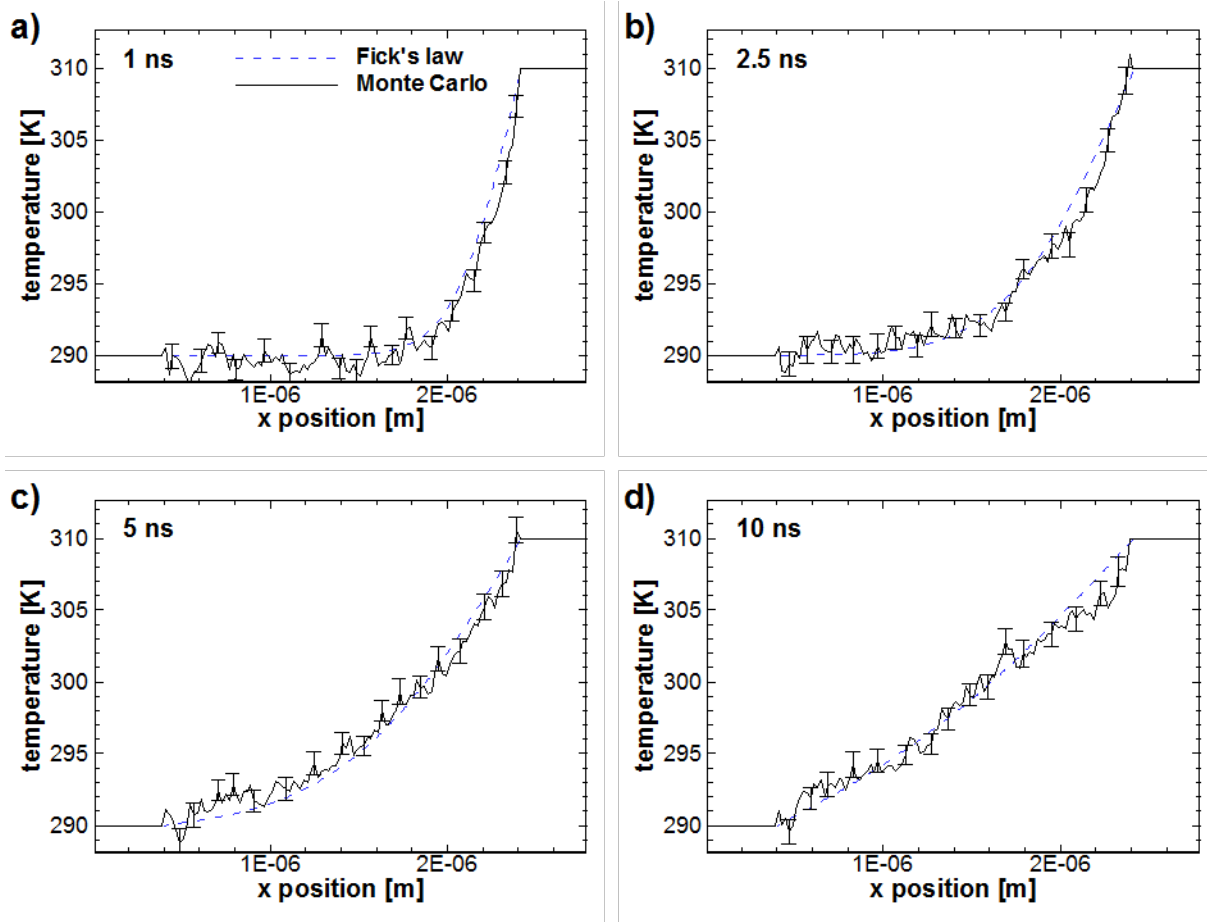 a)
1 ns
Fick's law
Monte Carlo
310
305
300
295
290
temperature [K]
1E-06
2E-06
x position [m]
b)
2.5 ns
310
305
300
295
290
temperature [K]
1E-06
2E-06
x position [m]
c)
5 ns
310
305
300
295
290
temperature [K]
1E-06
2E-06
x position [m]
d)
10 ns
310
305
300
295
290
temperature [K]
1E-06
2E-06
x position [m]